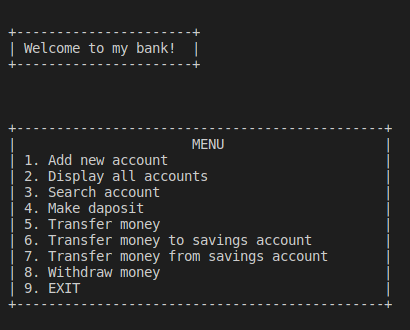 +----------------------+
| Welcome to my bank!  |
+----------------------+
+----------------------------------------------+
|                      MENU                    |
| 1. Add new account                           |
| 2. Display all accounts                      |
| 3. Search account                            |
| 4. Make daposit                              |
| 5. Transfer money                            |
| 6. Transfer money to savings account         |
| 7. Transfer money from savings account       |
| 8. Withdraw money                            |
| 9. EXIT                                      |
+----------------------------------------------+